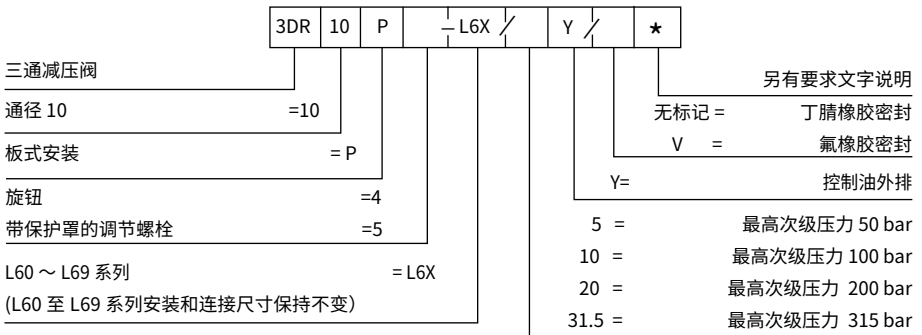 3DR 10 P – L6X / Y / *
三通减压阀
通径 10 =10
板式安装 = P
旋钮 =4
带保护罩的调节螺栓 =5
L60 ～ L69 系列 = L6X
(L60 至 L69 系列安装和连接尺寸保持不变）
另有要求文字说明
无标记 = 丁腈橡胶密封
V = 氟橡胶密封
Y= 控制油外排
5 = 最高次级压力 50 bar
10 = 最高次级压力 100 bar
20 = 最高次级压力 200 bar
31.5 = 最高次级压力 315 bar